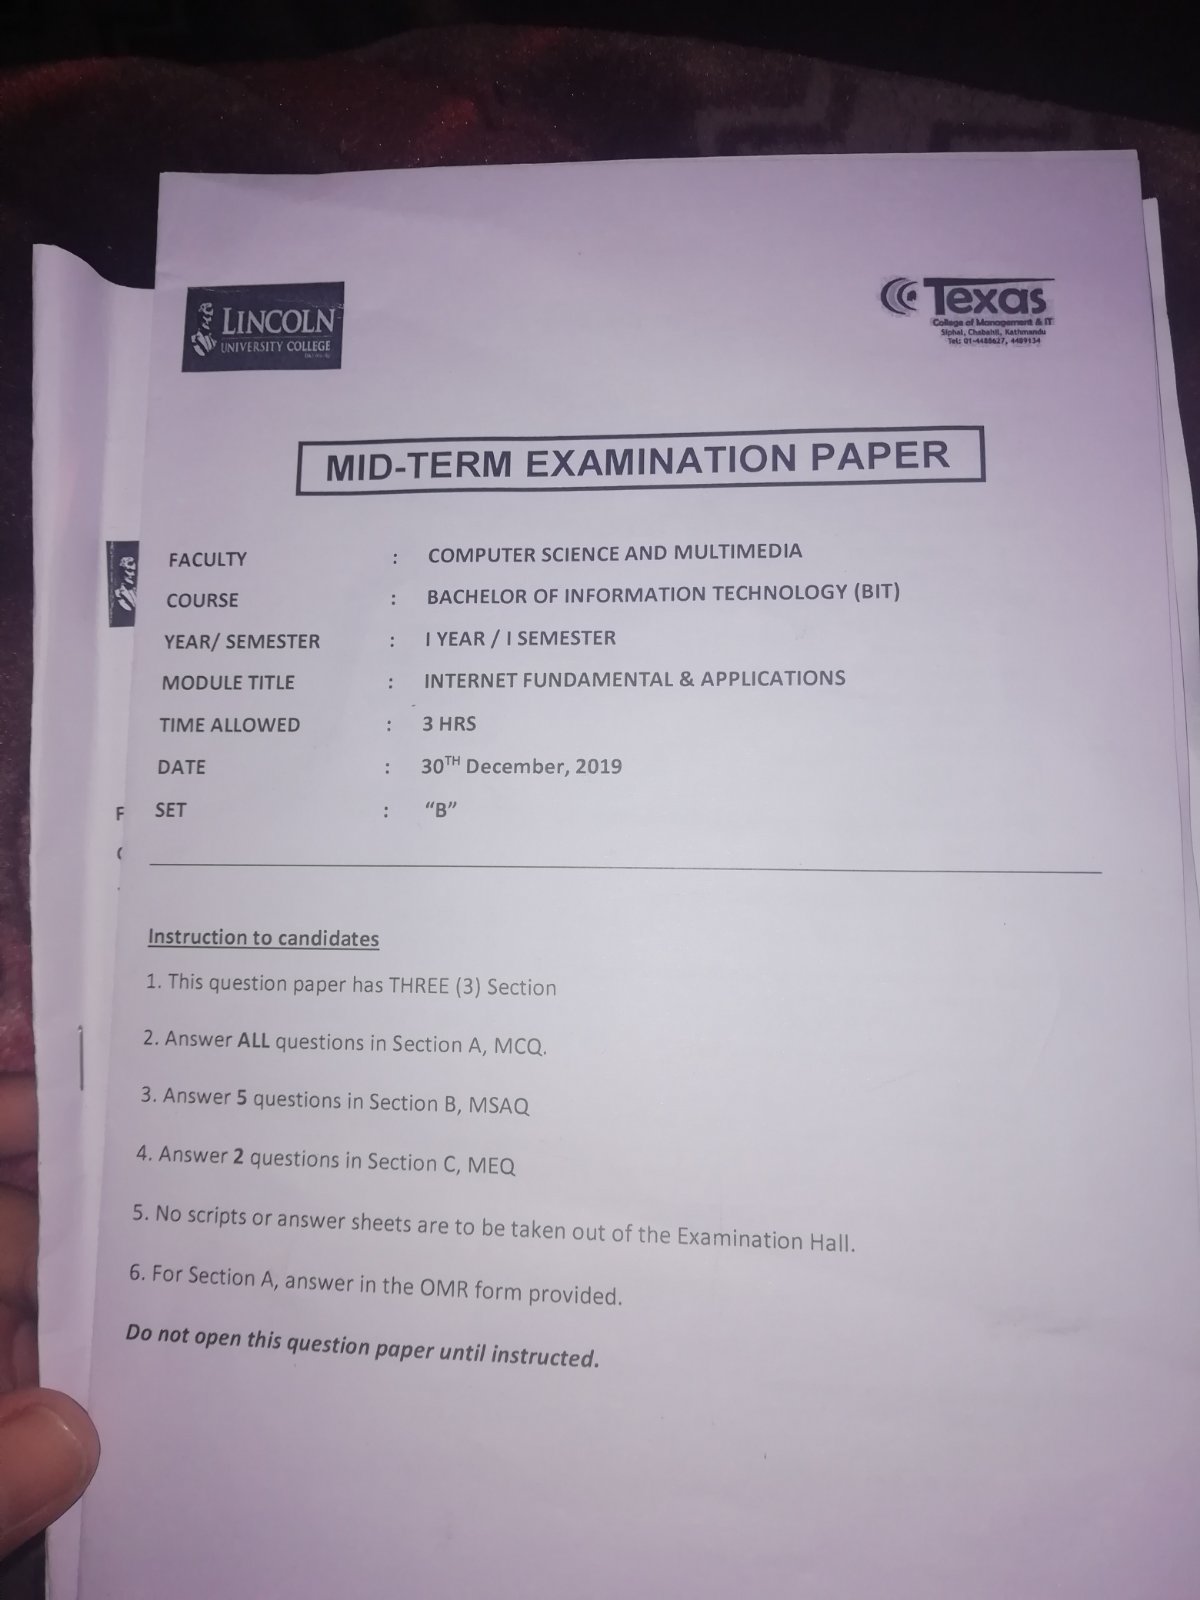 LINCOLN
UNIVERSITY COLLEGE
Texas
College of Management & IT
Siphal, Chabahil, Kathmandu
Tel: 01-4488627, 4489134
MID-TERM EXAMINATION PAPER
FACULTY : COMPUTER SCIENCE AND MULTIMEDIA
COURSE : BACHELOR OF INFORMATION TECHNOLOGY (BIT)
YEAR/ SEMESTER : I YEAR / I SEMESTER
MODULE TITLE : INTERNET FUNDAMENTAL & APPLICATIONS
TIME ALLOWED : 3 HRS
DATE : 30TH December, 2019
F
SET : “B”
Instruction to candidates
1. This question paper has THREE (3) Section
2. Answer ALL questions in Section A, MCQ.
3. Answer 5 questions in Section B, MSAQ
4. Answer 2 questions in Section C, MEQ
5. No scripts or answer sheets are to be taken out of the Examination Hall.
6. For Section A, answer in the OMR form provided.
Do not open this question paper until instructed.